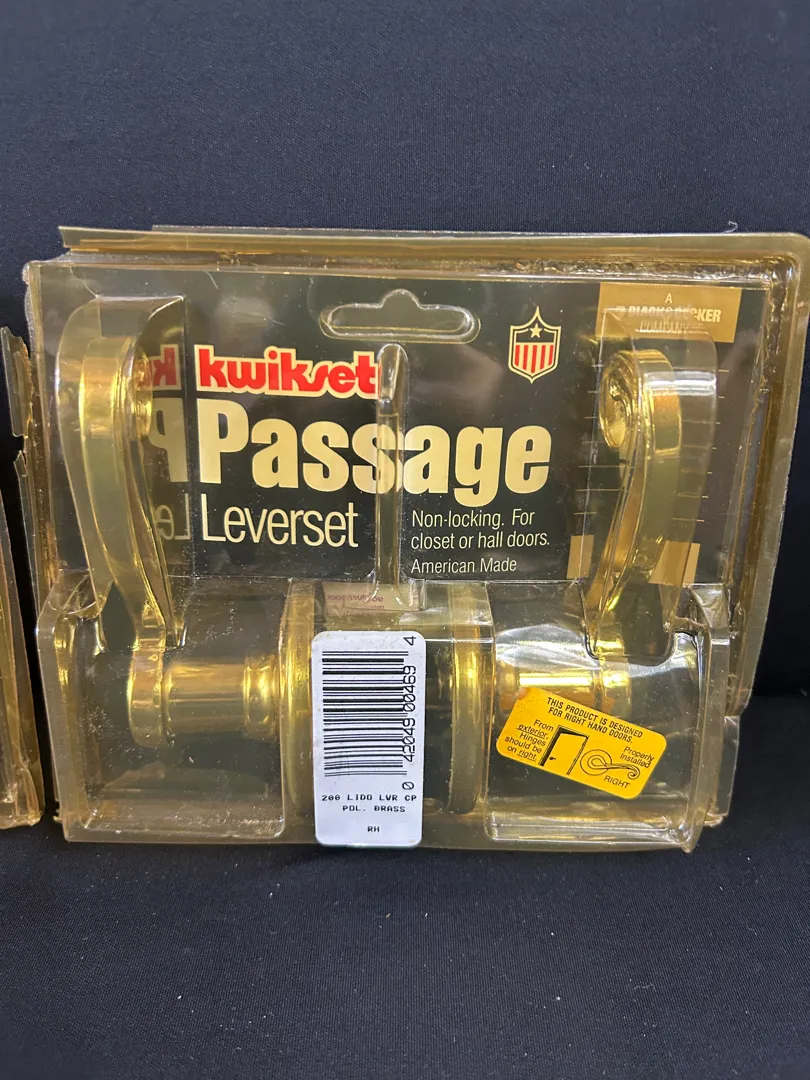 A
BLACK & DECKER
COMPANY
kwikset
Passage
Leverset
Non-locking. For
closet or hall doors.
American Made
0 42049 00469 4
200 LIDO LVR CP
POL. BRASS
RH
THIS PRODUCT IS DESIGNED
FOR RIGHT HAND DOORS.
From
exterior,
Hinges
should be
on right.
Properly
Installed
RIGHT